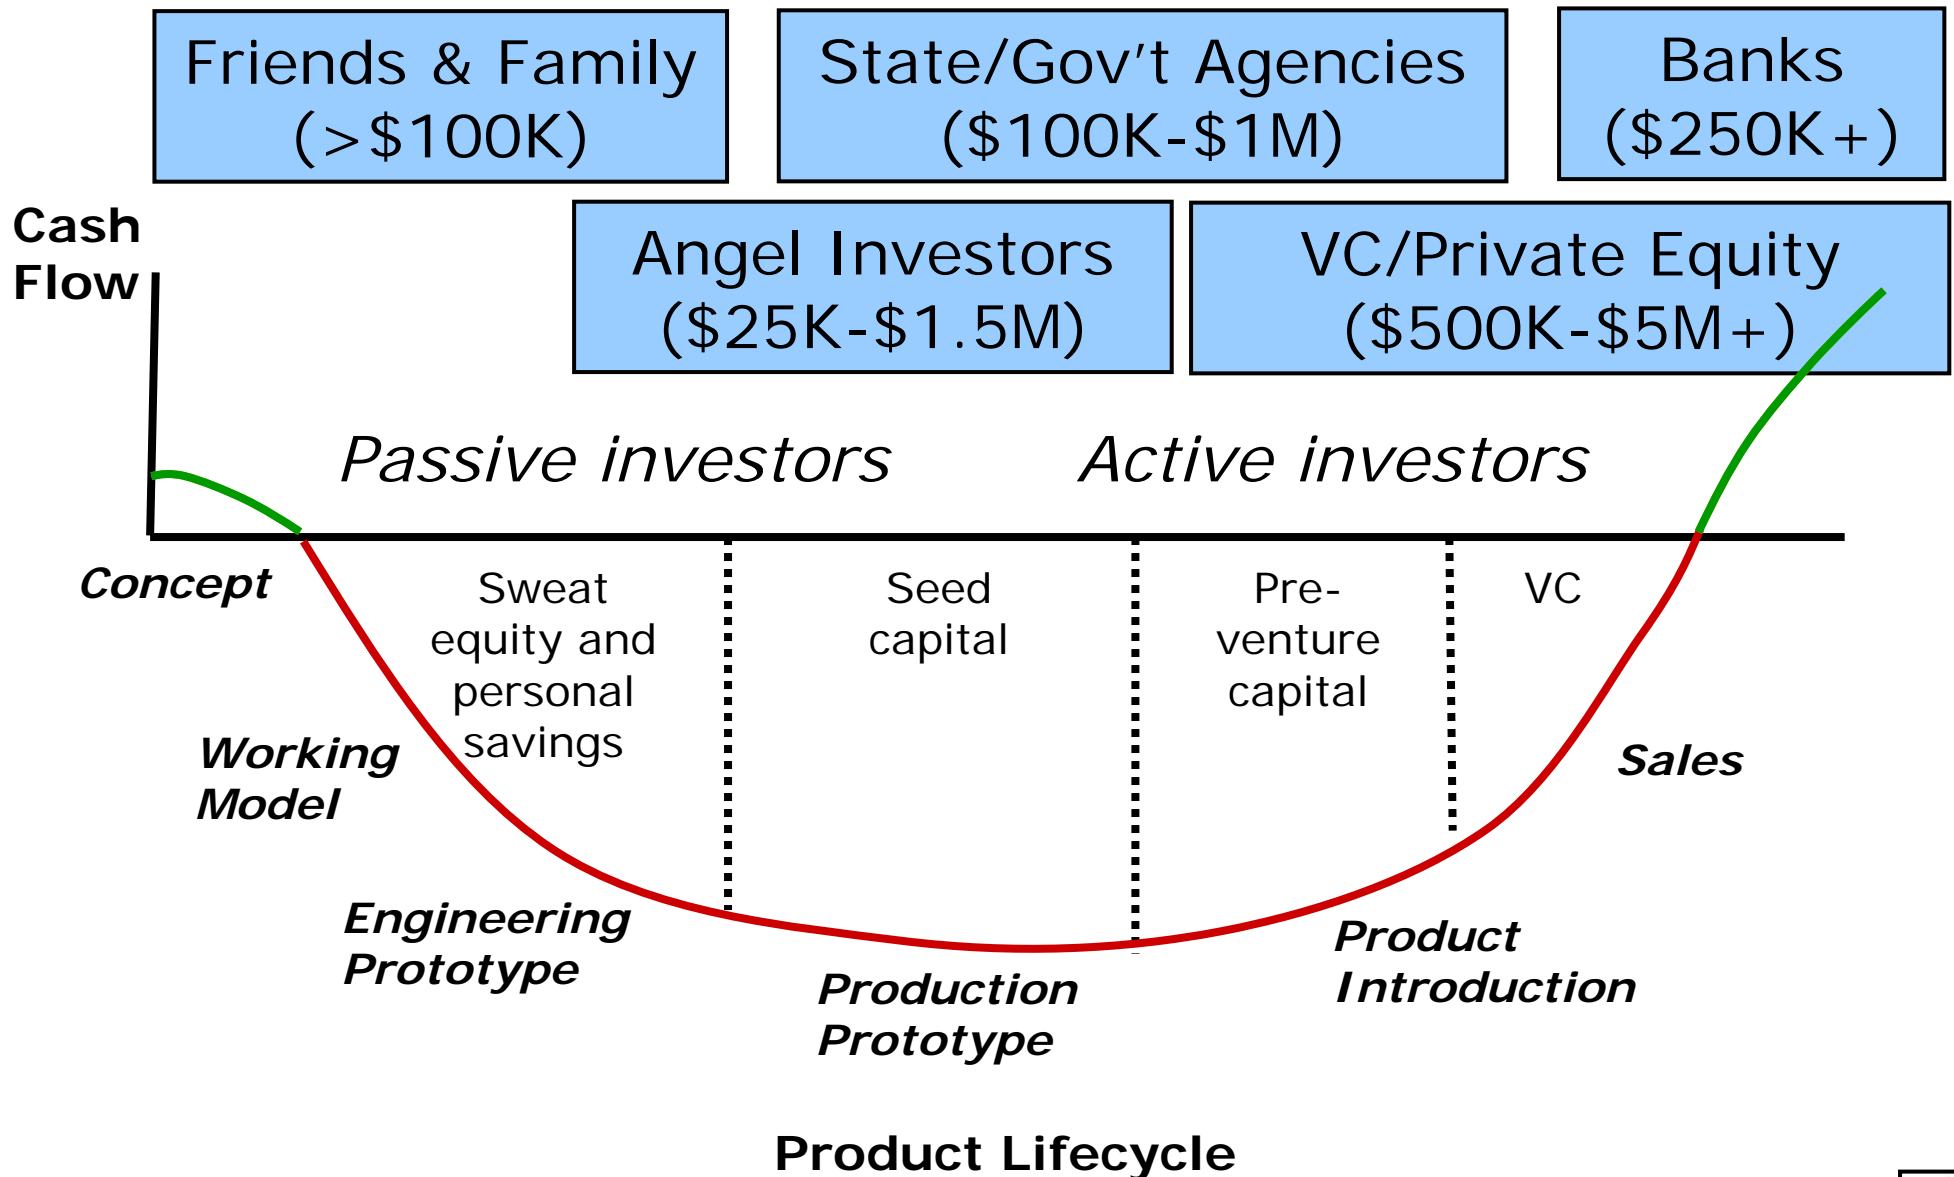 Friends & Family
(>$100K)
State/Gov't Agencies
($100K-$1M)
Banks
($250K+)
Cash
Flow
Angel Investors
($25K-$1.5M)
VC/Private Equity
($500K-$5M+)
Passive investors
Active investors
Concept
Sweat
equity and
personal
savings
Seed
capital
Pre-
venture
capital
VC
Working
Model
Sales
Engineering
Prototype
Production
Prototype
Product
Introduction
Product Lifecycle